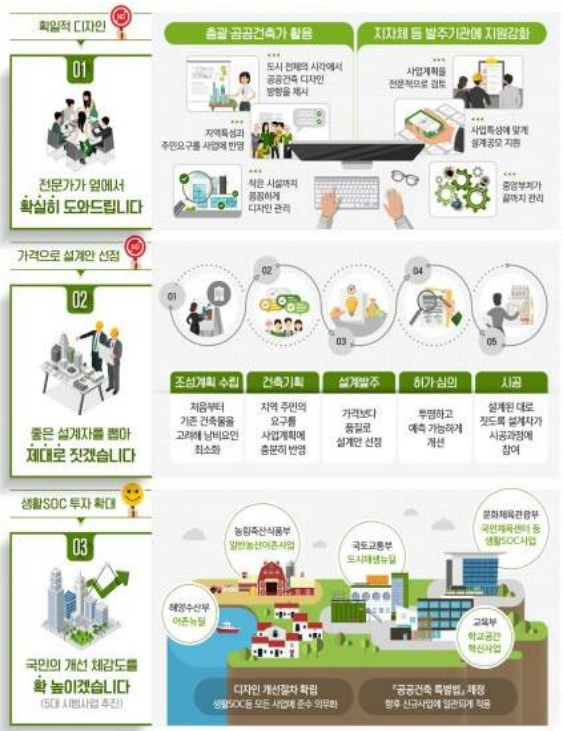 획일적 디자인
NO
01
전문가가 옆에서
확실히 도와드립니다
총괄·공공건축가 활용
도시 전체의 시각에서
공공건축 디자인
방향을 제시
지역특성과
주민요구를 사업에 반영
작은 시설까지
꼼꼼하게
디자인 관리
지자체 등 발주기관에 지원강화
사업계획을
전문적으로 검토
사업특성에 맞게
설계공모 지원
중앙부처가
끝까지 관리
가격으로 설계안 선정
NO
02
좋은 설계자를 뽑아
제대로 짓겠습니다
01
02
03
04
05
조성계획 수립
처음부터
기존 건축물을
고려해 낭비요인
최소화
건축기획
지역 주민의
요구를
사업계획에
충분히 반영
설계발주
가격보다
품질로
설계안 선정
허가·심의
투명하고
예측 가능하게
개선
시공
설계된 대로
짓도록 설계자가
시공과정에
참여
생활SOC 투자 확대
03
국민의 개선 체감도를
확 높이겠습니다
(5대 시범사업 추진)
농림축산식품부
일반농산어촌사업
국토교통부
도시재생뉴딜
문화체육관광부
국민체육센터 등
생활SOC사업
해양수산부
어촌뉴딜
교육부
학교공간
혁신사업
디자인 개선절차 확립
생활SOC등 모든 사업에 준수 의무화
『공공건축 특별법』 제정
향후 신규사업에 일관되게 적용